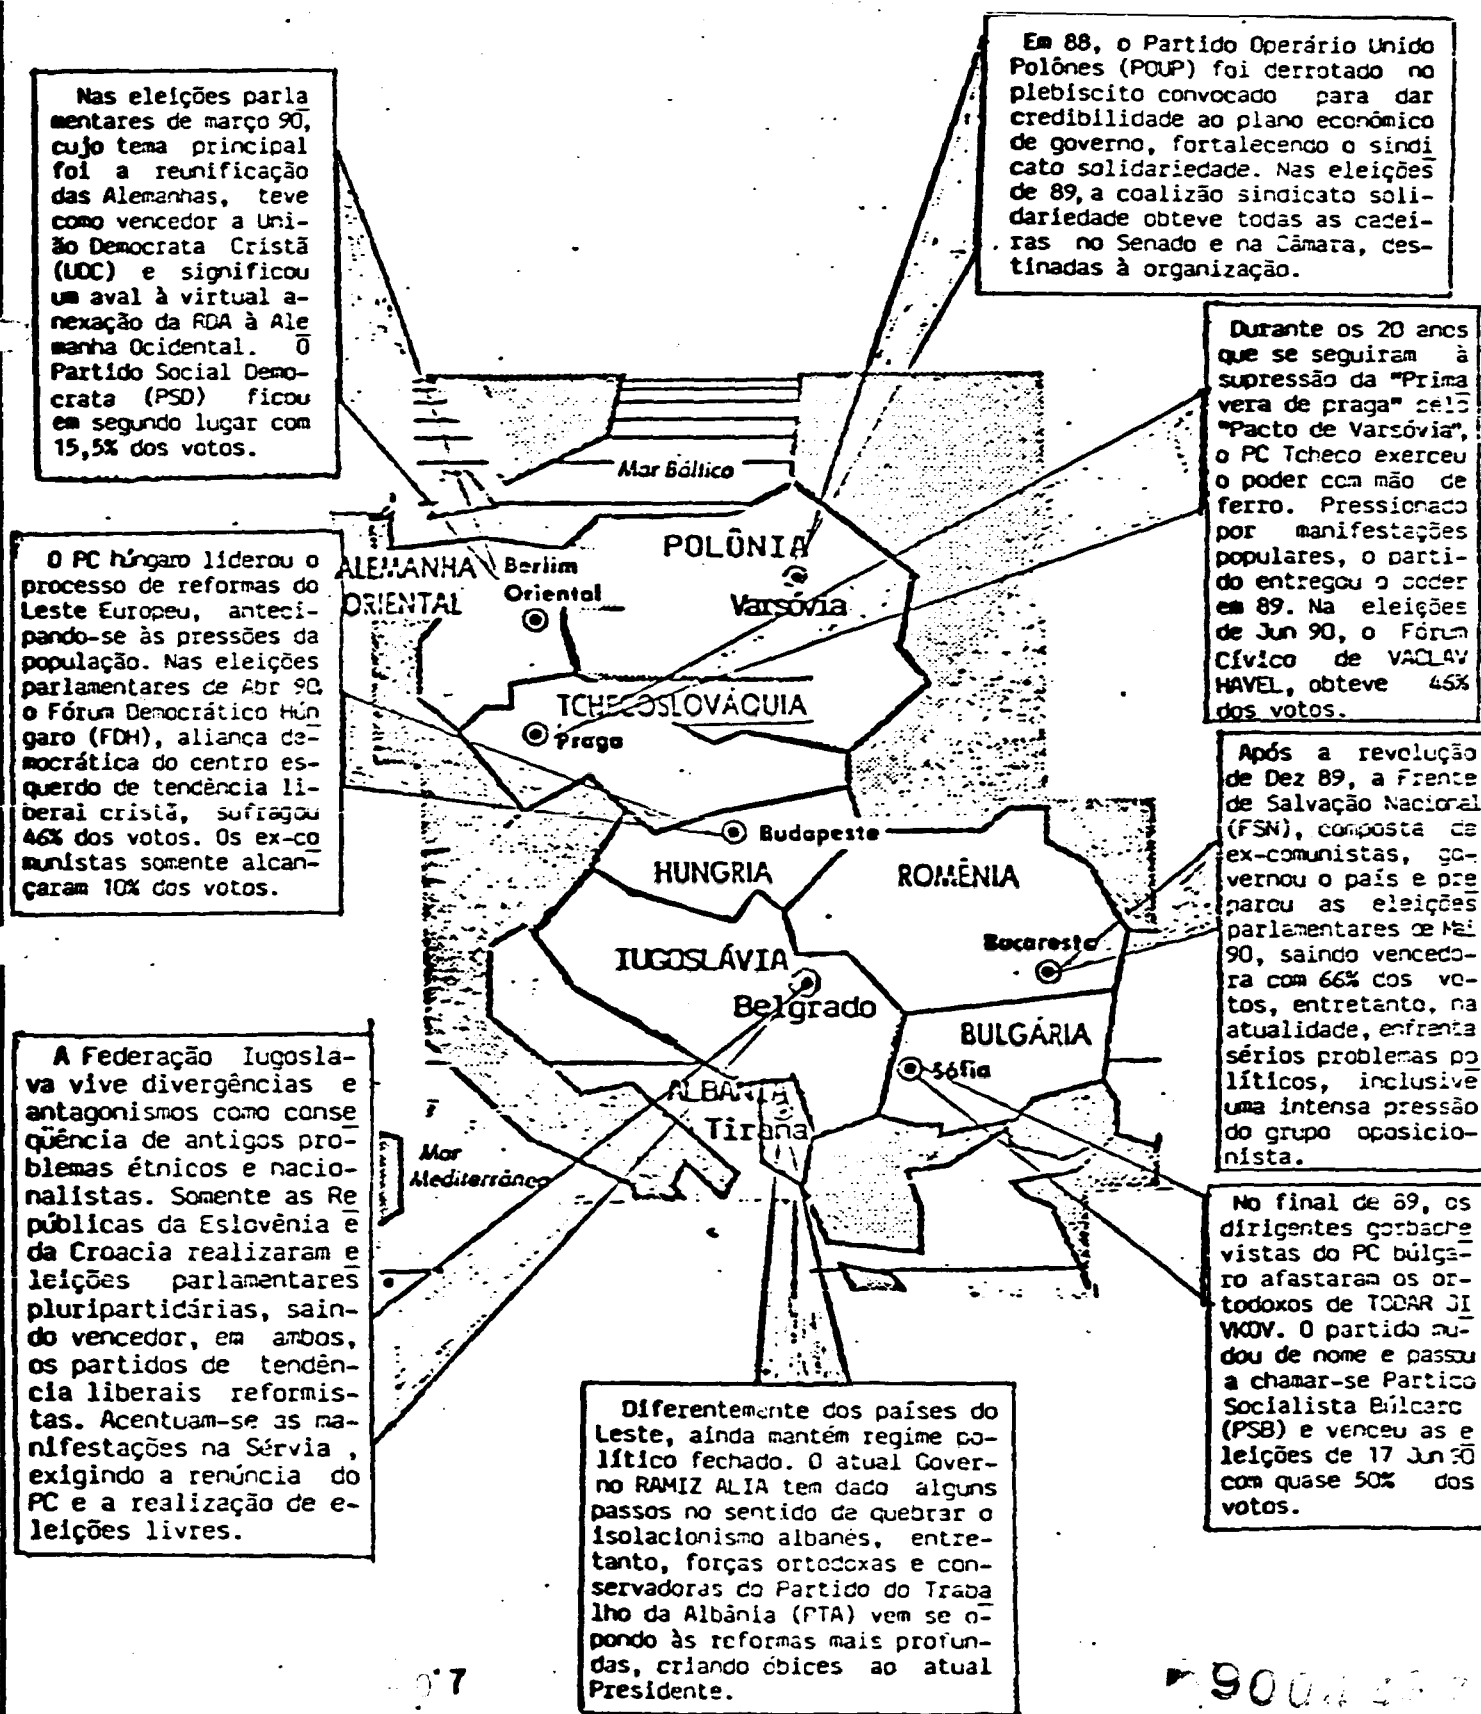 Nas eleições parla
mentares de março 90,
cujo tema principal
foi a reunificação
das Alemanhas, teve
como vencedor a Uni-
ão Democrata Cristã
(UDC) e significou
um aval à virtual a-
nexação da RDA à Ale
manha Ocidental. O
Partido Social Demo-
crata (PSD) ficou
em segundo lugar com
15,5% dos votos.
Em 88, o Partido Operário Unido
Polônes (POUP) foi derrotado no
plebiscito convocado para dar
credibilidade ao plano econômico
de governo, fortalecendo o sindi
cato solidariedade. Nas eleições
de 89, a coalizão sindicato soli-
dariedade obteve todas as cadei-
ras no Senado e na Câmara, des-
tinadas à organização.
Durante os 20 anos
que se seguiram à
supressão da "Prima
vera de praga" pelo
"Pacto de Varsóvia",
o PC Tcheco exerceu
o poder com mão de
ferro. Pressionado
por manifestações
populares, o parti-
do entregou o poder
em 89. Na eleições
de Jun 90, o Fórum
Cívico de VACLAV
HAVEL, obteve 46%
dos votos.
O PC húngaro liderou o
processo de reformas do
Leste Europeu, anteci-
pando-se às pressões da
população. Nas eleições
parlamentares de Abr 90,
o Fórum Democrático Hún
garo (FDH), aliança de-
mocrática do centro es-
querdo de tendência li-
beral cristã, sufragou
46% dos votos. Os ex-co
munistas somente alcan-
çaram 10% dos votos.
Mar Báltico
POLÔNIA
Varsóvia
ALEMANHA
ORIENTAL
Berlim
Oriental
TCHECOSLOVÁQUIA
Praga
Budapeste
HUNGRIA
ROMÊNIA
Bucareste
IUGOSLÁVIA
Belgrado
BULGÁRIA
Sófia
ALBANIA
Tirana
Mar
Mediterrâneo
Após a revolução
de Dez 89, a Frente
de Salvação Nacional
(FSN), composta de
ex-comunistas, go-
vernou o país e pre
parou as eleições
parlamentares de Mai
90, saindo vencedo-
ra com 66% dos vo-
tos, entretanto, na
atualidade, enfrenta
sérios problemas po
líticos, inclusive
uma intensa pressão
do grupo oposicio-
nista.
A Federação Iugosla-
va vive divergências e
antagonismos como conse
qüência de antigos pro-
blemas étnicos e nacio-
nalistas. Somente as Re
públicas da Eslovênia e
da Croacia realizaram e
leições parlamentares
pluripartidárias, sain-
do vencedor, em ambos,
os partidos de tendên-
cia liberais reformis-
tas. Acentuam-se as ma-
nifestações na Sérvia ,
exigindo a renúncia do
PC e a realização de e-
leições livres.
No final de 89, os
dirigentes gorbache
vistas do PC búlga-
ro afastaram os or-
todoxos de TODAR JI
VKOV. O partido mu-
dou de nome e passou
a chamar-se Partido
Socialista Búlgaro
(PSB) e venceu as e
leições de 17 Jun 90
com quase 50% dos
votos.
Diferentemente dos países do
Leste, ainda mantém regime po-
lítico fechado. O atual Gover-
no RAMIZ ALIA tem dado alguns
passos no sentido de quebrar o
isolacionismo albanês, entre-
tanto, forças ortodoxas e con-
servadoras do Partido do Traba
lho da Albânia (PTA) vem se o-
pondo às reformas mais profun-
das, criando óbices ao atual
Presidente.
7